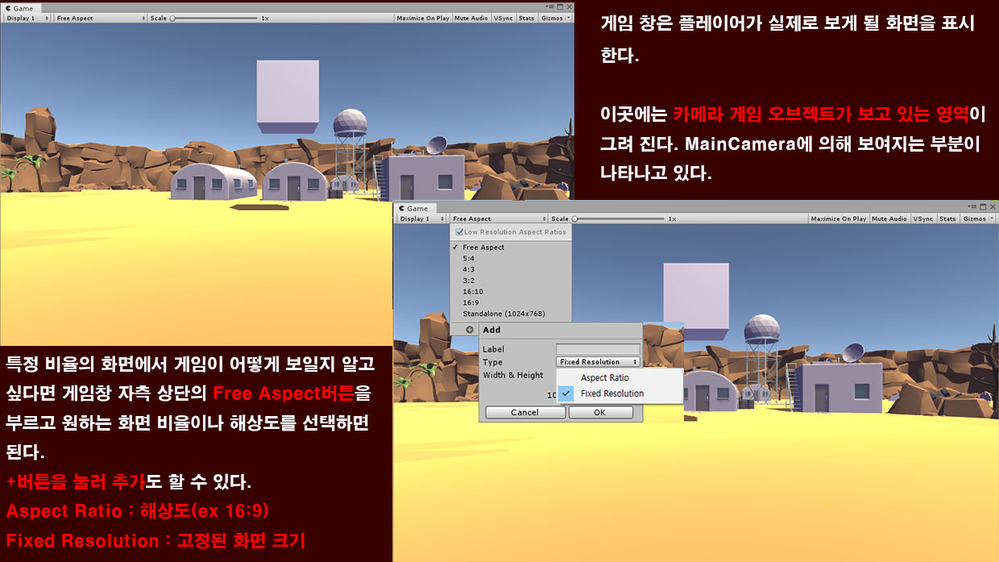 Game
Display 1 Free Aspect Scale 1x Maximize On Play Mute Audio VSync Stats Gizmos
게임 창은 플레이어가 실제로 보게 될 화면을 표시
한다.
이곳에는 카메라 게임 오브젝트가 보고 있는 영역이
그려 진다. MainCamera에 의해 보여지는 부분이
나타나고 있다.
Game
Display 1 Free Aspect Scale 1x Maximize On Play Mute Audio VSync Stats Gizmos
Low Resolution Aspect Ratios
Free Aspect
5:4
4:3
3:2
16:10
16:9
Standalone (1024x768)
Add
Label
Type Fixed Resolution
Width & Height
Aspect Ratio
10
Fixed Resolution
Cancel OK
특정 비율의 화면에서 게임이 어떻게 보일지 알고
싶다면 게임창 자측 상단의 Free Aspect버튼을
부르고 원하는 화면 비율이나 해상도를 선택하면
된다.
+버튼을 눌러 추가도 할 수 있다.
Aspect Ratio : 해상도(ex 16:9)
Fixed Resolution : 고정된 화면 크기